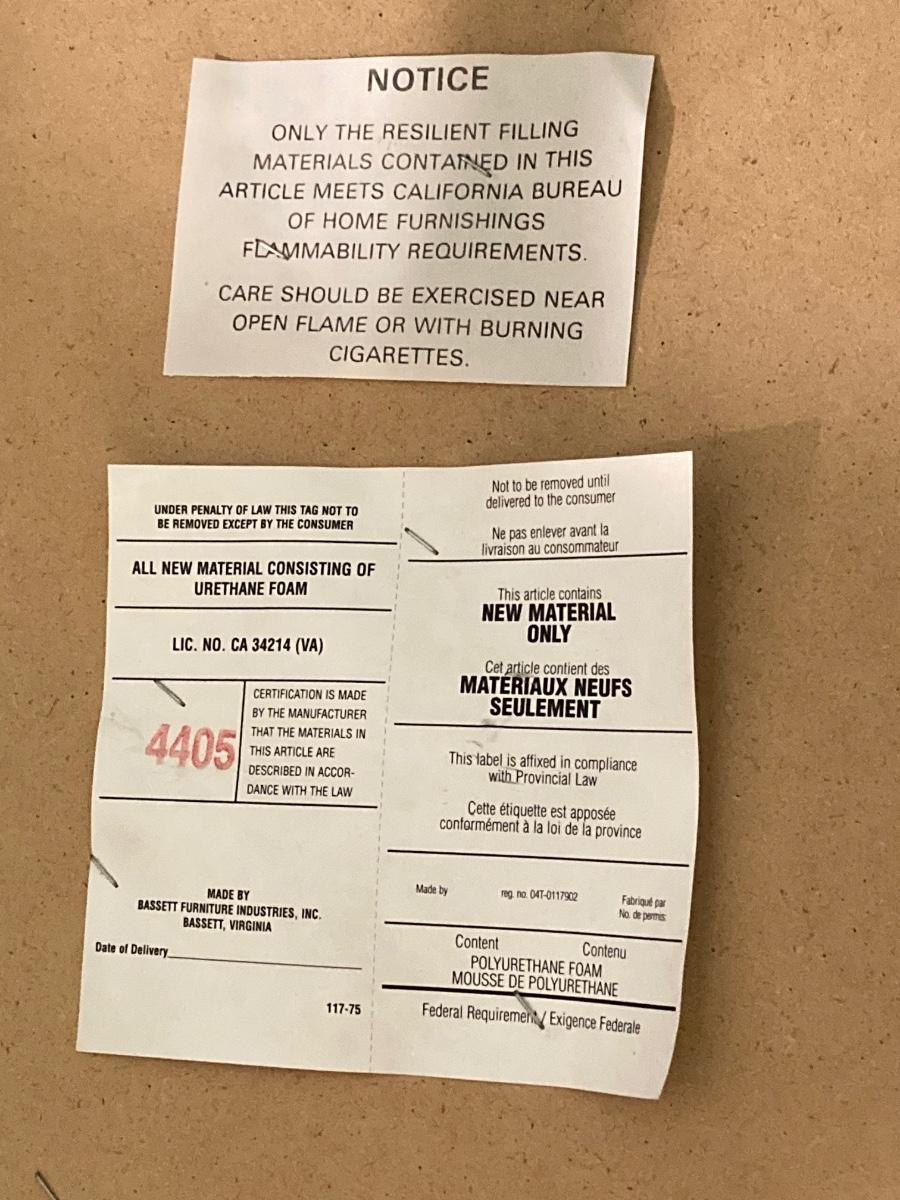 NOTICE
ONLY THE RESILIENT FILLING
MATERIALS CONTAINED IN THIS
ARTICLE MEETS CALIFORNIA BUREAU
OF HOME FURNISHINGS
FLAMMABILITY REQUIREMENTS.
CARE SHOULD BE EXERCISED NEAR
OPEN FLAME OR WITH BURNING
CIGARETTES.
UNDER PENALTY OF LAW THIS TAG NOT TO
BE REMOVED EXCEPT BY THE CONSUMER
ALL NEW MATERIAL CONSISTING OF
URETHANE FOAM
LIC. NO. CA 34214 (VA)
4405
CERTIFICATION IS MADE
BY THE MANUFACTURER
THAT THE MATERIALS IN
THIS ARTICLE ARE
DESCRIBED IN ACCOR-
DANCE WITH THE LAW
MADE BY
BASSETT FURNITURE INDUSTRIES, INC.
BASSETT, VIRGINIA
Date of Delivery
117-75
Not to be removed until
delivered to the consumer
Ne pas enlever avant la
livraison au consommateur
This article contains
NEW MATERIAL
ONLY
Cet article contient des
MATÉRIAUX NEUFS
SEULEMENT
This label is affixed in compliance
with Provincial Law
Cette étiquette est apposée
conformément à la loi de la province
Made by reg. no. 04T-0117902 Fabriqué par
No. de permis:
Content Contenu
POLYURETHANE FOAM
MOUSSE DE POLYURETHANE
Federal Requirement / Exigence Federale